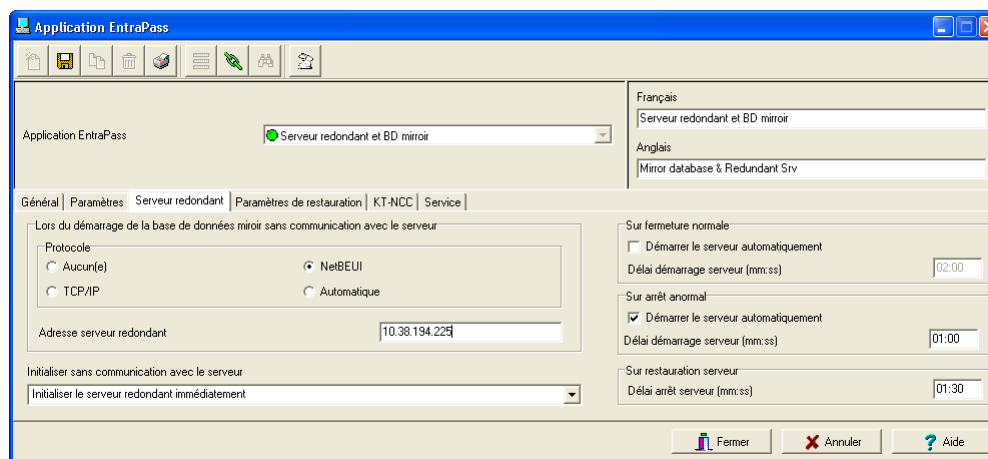 Application EntraPass
Français
Serveur redondant et BD mirroir
Application EntraPass
Serveur redondant et BD mirroir
Anglais
Mirror database & Redundant Srv
Général Paramètres Serveur redondant Paramètres de restauration KT-NCC Service
Lors du démarrage de la base de données miroir sans communication avec le serveur
Protocole
Aucun(e)
NetBEUI
TCP/IP
Automatique
Adresse serveur redondant
10.38.194.225
Initialiser sans communication avec le serveur
Initialiser le serveur redondant immédiatement
Sur fermeture normale
Démarrer le serveur automatiquement
Délai démarrage serveur (mm:ss)
02:00
Sur arrêt anormal
Démarrer le serveur automatiquement
Délai démarrage serveur (mm:ss)
01:00
Sur restauration serveur
Délai arrêt serveur (mm:ss)
01:30
Fermer
Annuler
Aide